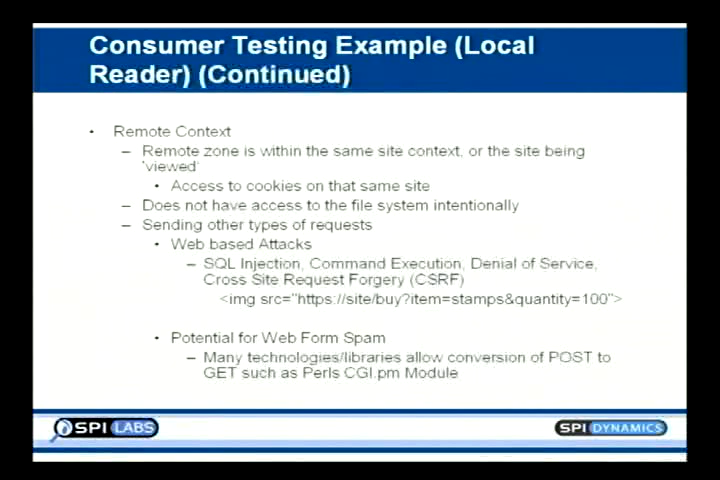 Consumer Testing Example (Local
Reader) (Continued)
• Remote Context
– Remote zone is within the same site context, or the site being
'viewed'
• Access to cookies on that same site
– Does not have access to the file system intentionally
– Sending other types of requests
• Web based Attacks
– SQL Injection, Command Execution, Denial of Service,
Cross Site Request Forgery (CSRF)
<img src="https://site/buy?item=stamps&quantity=100">
• Potential for Web Form Spam
– Many technologies/libraries allow conversion of POST to
GET such as Perls CGI.pm Module
SPI LABS
SPI DYNAMICS